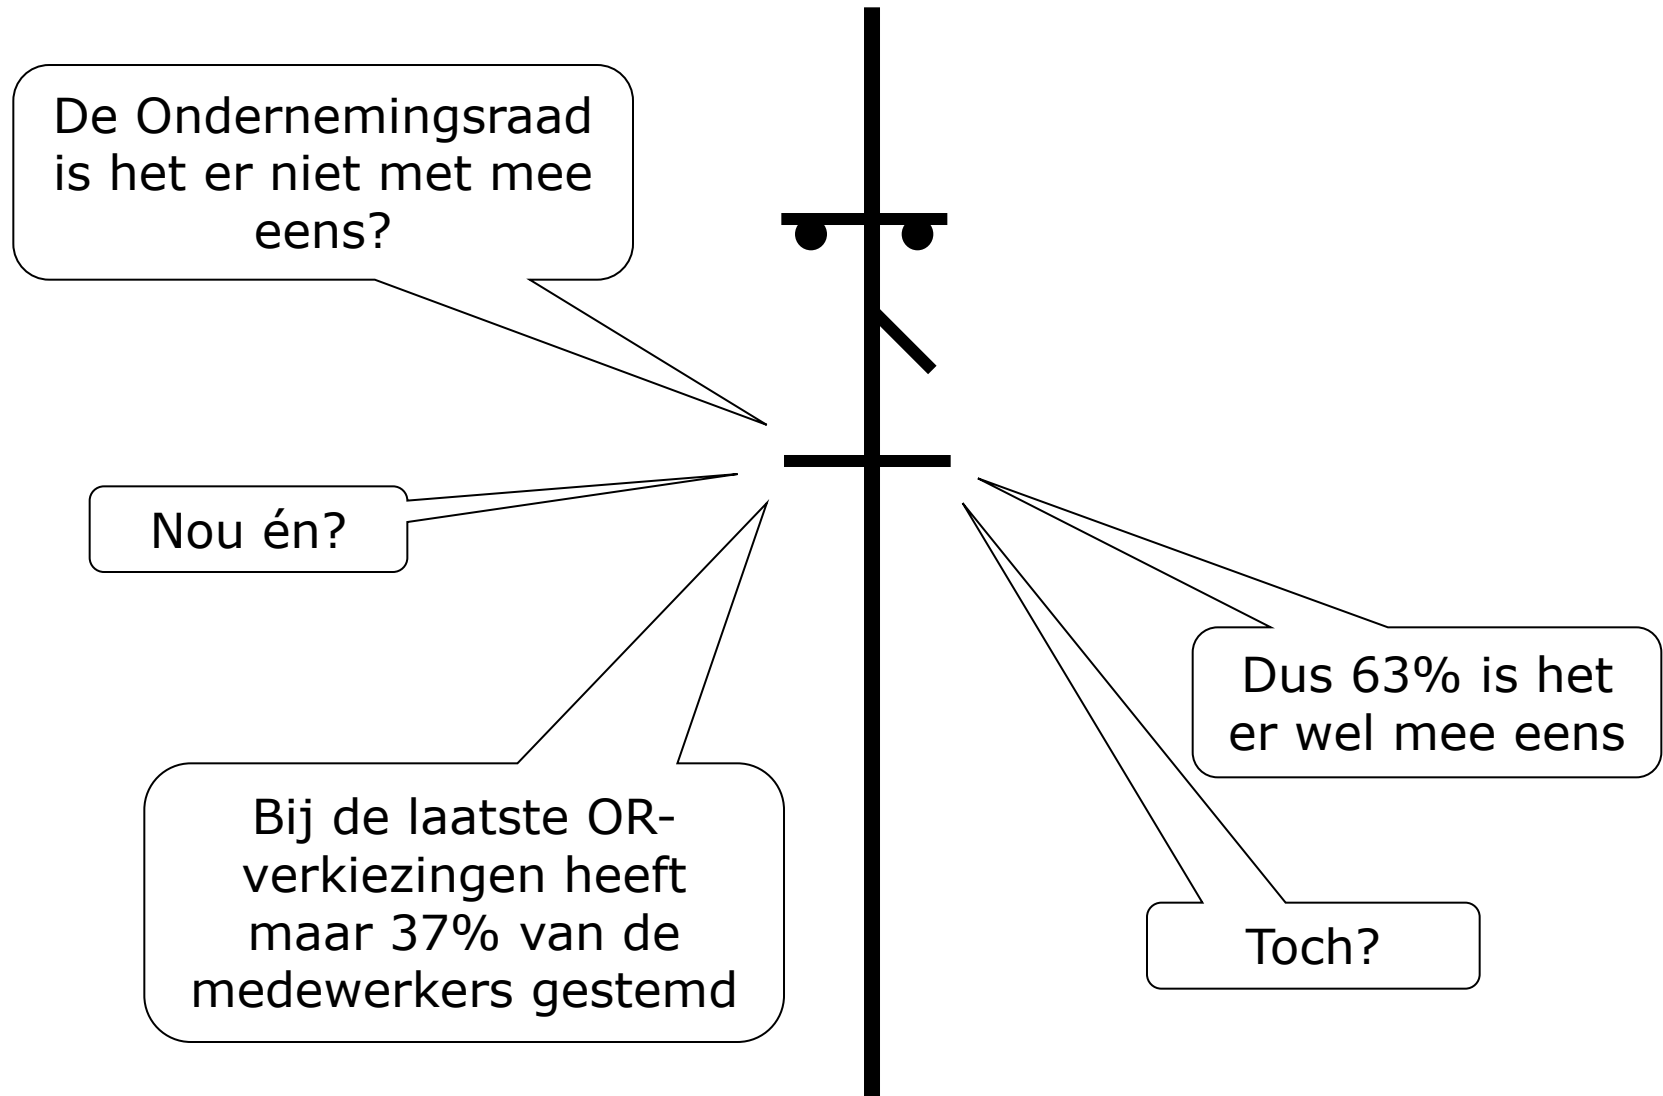 De Ondernemingsraad
is het er niet met mee
eens?
Nou én?
Bij de laatste OR-
verkiezingen heeft
maar 37% van de
medewerkers gestemd
Dus 63% is het
er wel mee eens
Toch?